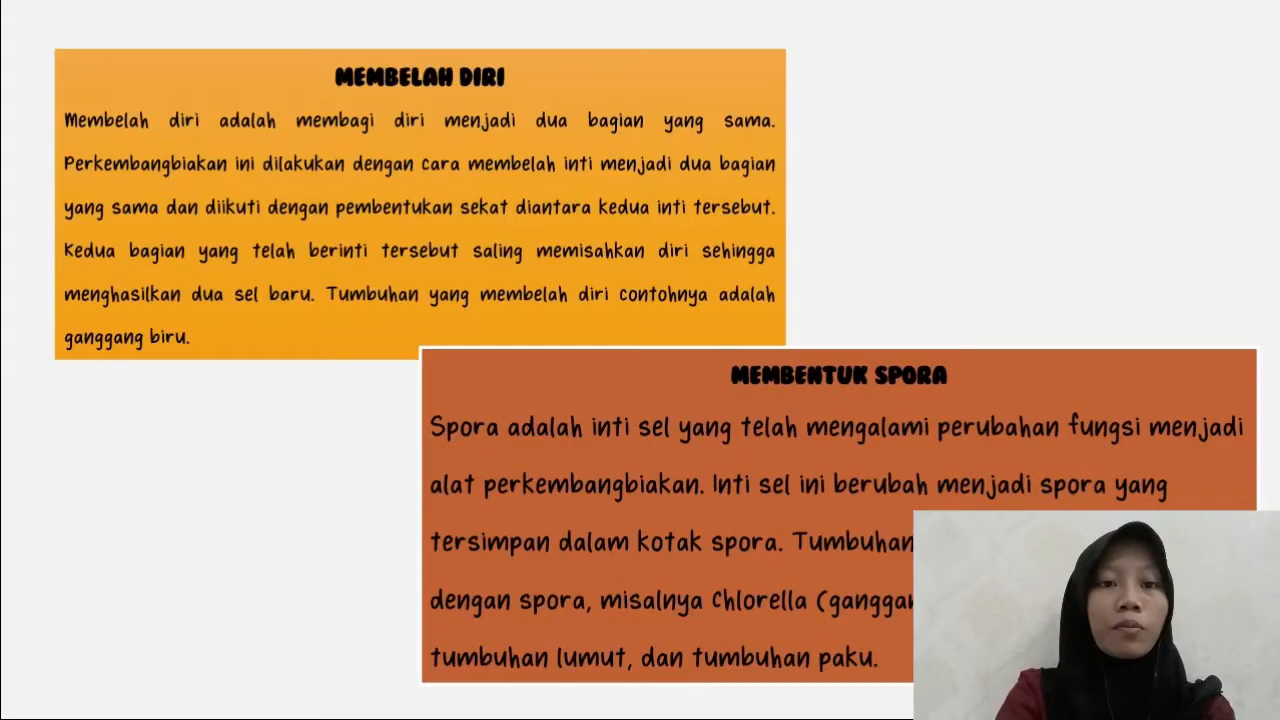 MEMBELAH DIRI
Membelah diri adalah membagi diri menjadi dua bagian yang sama.
Perkembangbiakan ini dilakukan dengan cara membelah inti menjadi dua bagian
yang sama dan diikuti dengan pembentukan sekat diantara kedua inti tersebut.
Kedua bagian yang telah berinti tersebut saling memisahkan diri sehingga
menghasilkan dua sel baru. Tumbuhan yang membelah diri contohnya adalah
ganggang biru.
MEMBENTUK SPORA
Spora adalah inti sel yang telah mengalami perubahan fungsi menjadi
alat perkembangbiakan. Inti sel ini berubah menjadi spora yang
tersimpan dalam kotak spora. Tumbuhan
dengan spora, misalnya Chlorella
tumbuhan lumut, dan tumbuhan paku.